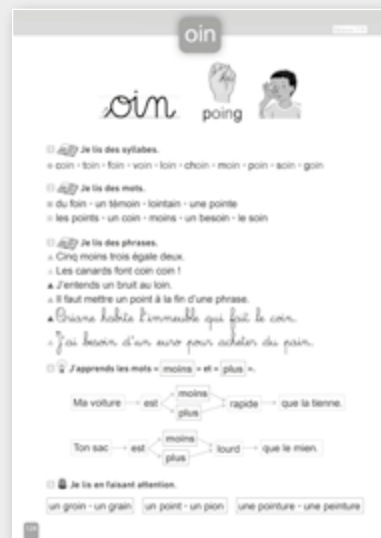 oin
oin
poing
Je lis des syllabes.
coin - toin - foin - voin - loin - choin - moin - poin - soin - goin
Je lis des mots.
du foin - un témoin - lointain - une pointe
les points - un coin - moins - un besoin - le soin
Je lis des phrases.
Cinq moins trois égale deux.
Les canards font coin coin !
J'entends un bruit au loin.
Il faut mettre un point à la fin d'une phrase.
Oriane habite l'immeuble qui fait le coin.
J'ai besoin d'un euro pour acheter du pain.
J'apprends les mots « moins » et « plus ».
moins
Ma voiture → est → rapide → que la tienne.
plus
moins
Ton sac → est → lourd → que le mien.
plus
Je lis en faisant attention.
un groin - un grain un point - un pion une pointure - une peinture